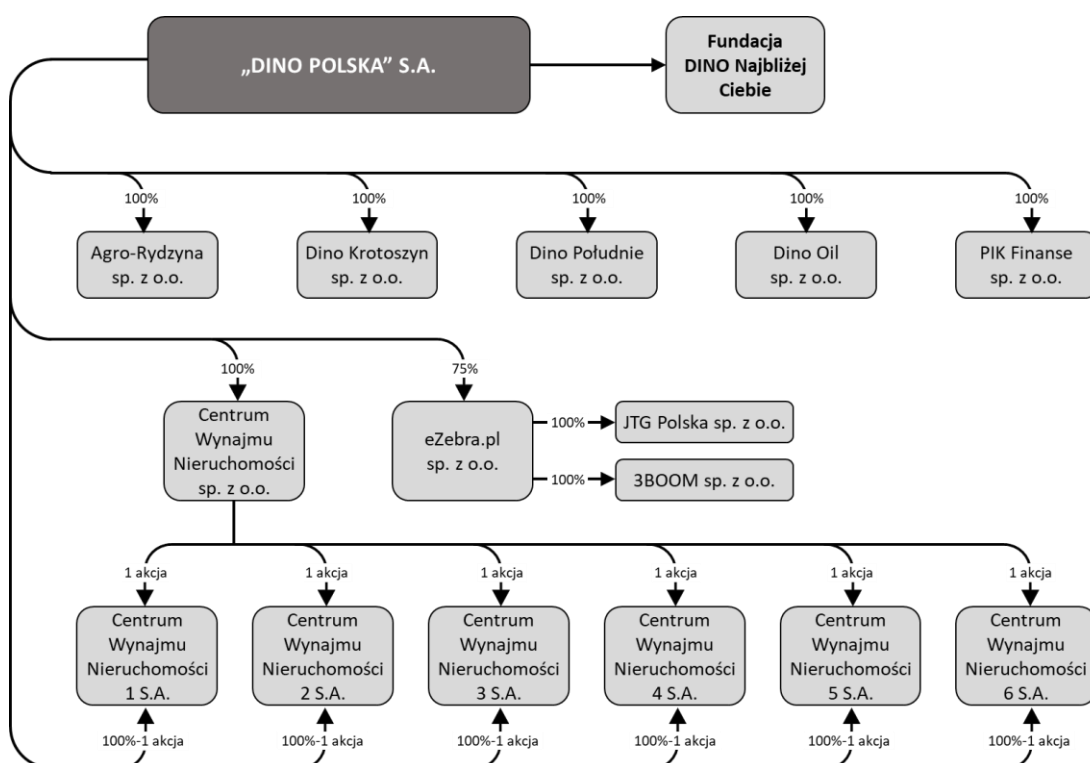 „DINO POLSKA” S.A.
Fundacja
DINO Najbliżej
Ciebie
100%
100%
100%
100%
100%
Agro-Rydzyna
sp. z o.o.
Dino Krotoszyn
sp. z o.o.
Dino Południe
sp. z o.o.
Dino Oil
sp. z o.o.
PIK Finanse
sp. z o.o.
100%
75%
Centrum
Wynajmu
Nieruchomości
sp. z o.o.
eZebra.pl
sp. z o.o.
100%
JTG Polska sp. z o.o.
100%
3BOOM sp. z o.o.
1 akcja
1 akcja
1 akcja
1 akcja
1 akcja
1 akcja
Centrum
Wynajmu
Nieruchomości
1 S.A.
Centrum
Wynajmu
Nieruchomości
2 S.A.
Centrum
Wynajmu
Nieruchomości
3 S.A.
Centrum
Wynajmu
Nieruchomości
4 S.A.
Centrum
Wynajmu
Nieruchomości
5 S.A.
Centrum
Wynajmu
Nieruchomości
6 S.A.
100%-1 akcja
100%-1 akcja
100%-1 akcja
100%-1 akcja
100%-1 akcja
100%-1 akcja